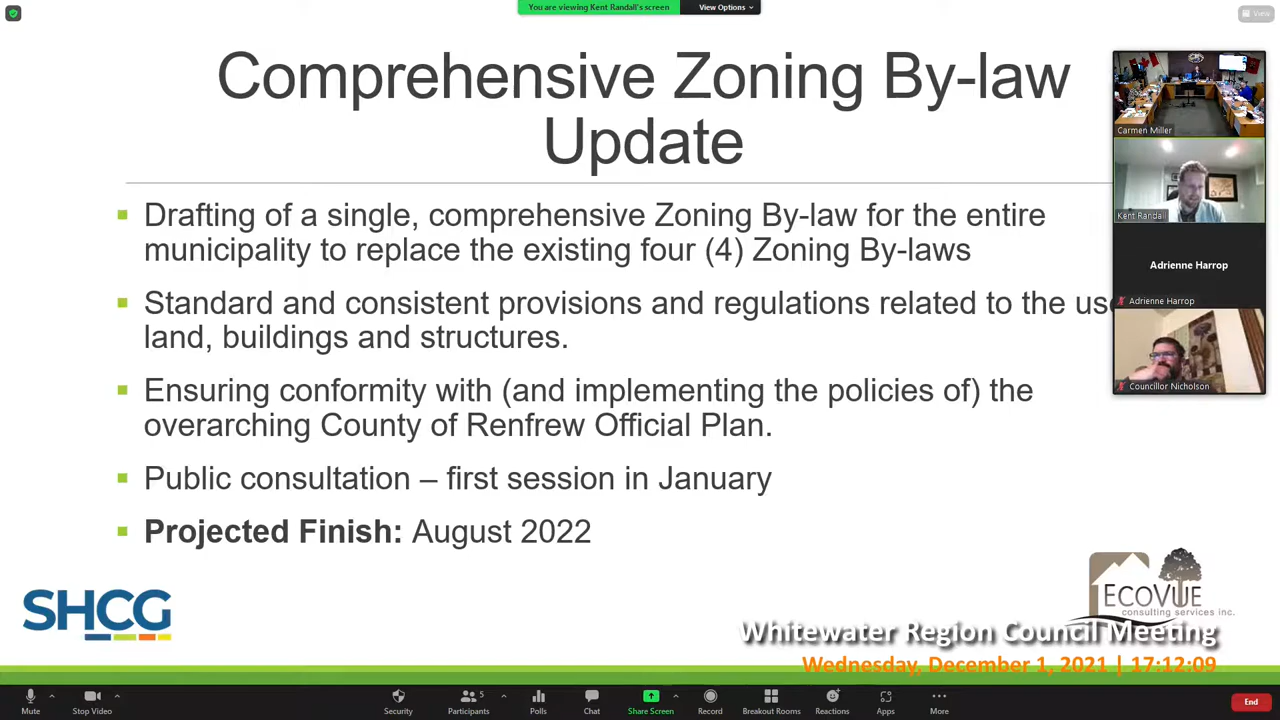 You are viewing Kent Randall's screen
View Options
View
Comprehensive Zoning By-law
Update
Drafting of a single, comprehensive Zoning By-law for the entire
municipality to replace the existing four (4) Zoning By-laws
Standard and consistent provisions and regulations related to the use
land, buildings and structures.
Ensuring conformity with (and implementing the policies of) the
overarching County of Renfrew Official Plan.
Public consultation – first session in January
Projected Finish: August 2022
Carmen Miller
Kent Randall
Adrienne Harrop
Adrienne Harrop
Councillor Nicholson
SHCG
ECOVUE
consulting services inc.
Whitewater Region Council Meeting
Wednesday, December 1, 2021 | 17:12:09
Mute
Stop Video
Security
Participants
5
Polls
Chat
Share Screen
Record
Breakout Rooms
Reactions
Apps
More
End